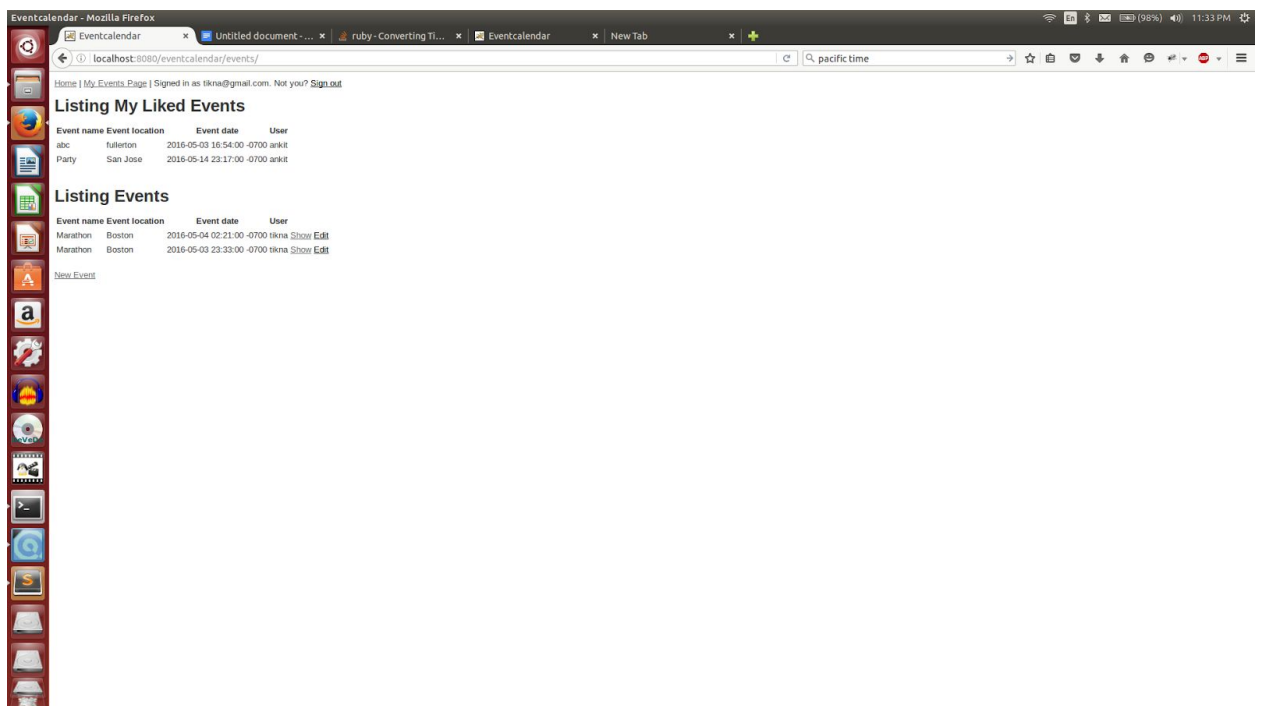 Eventcalendar - Mozilla Firefox En (98%) 11:33 PM
Eventcalendar Untitled document - ... ruby - Converting Ti... Eventcalendar New Tab
localhost:8080/eventcalendar/events/ pacific time ABP
Home | My Events Page | Signed in as tikna@gmail.com. Not you? Sign out
Listing My Liked Events
Event name Event location Event date User
abc fullerton 2016-05-03 16:54:00 -0700 ankit
Party San Jose 2016-05-14 23:17:00 -0700 ankit
Listing Events
Event name Event location Event date User
Marathon Boston 2016-05-04 02:21:00 -0700 tikna Show Edit
Marathon Boston 2016-05-03 23:33:00 -0700 tikna Show Edit
New Event